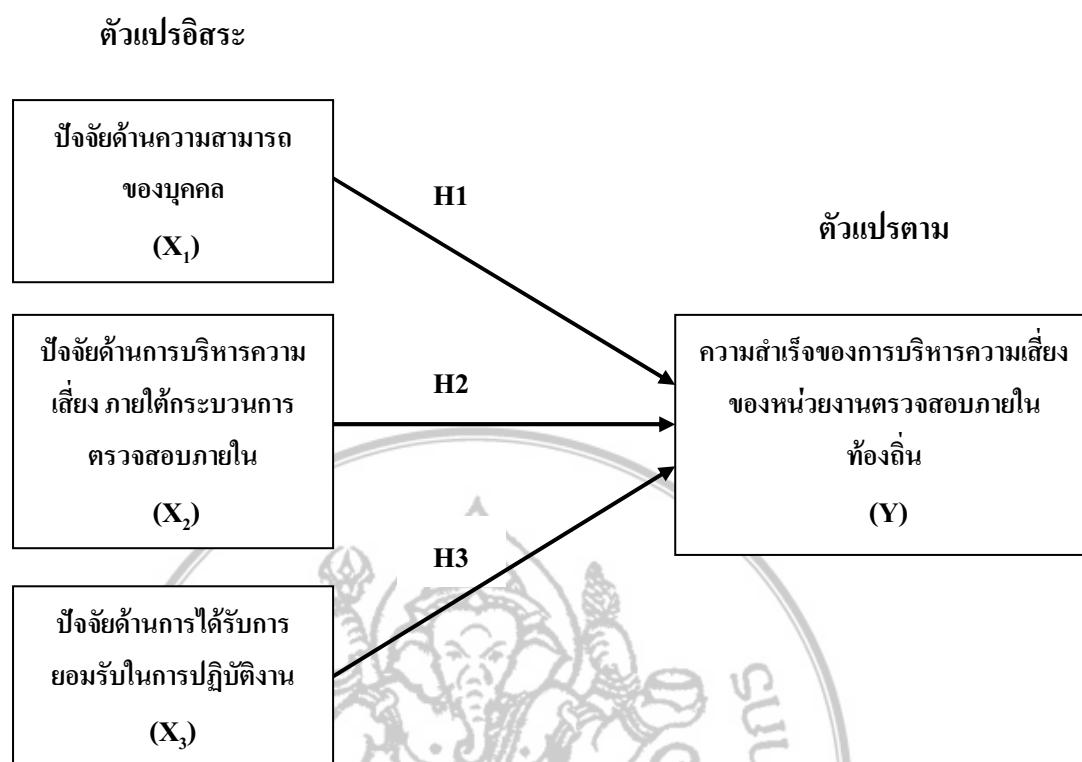 ตัวแปรอิสระ
ปัจจัยด้านความสามารถ
ของบุคคล
(X₁)
H1
ตัวแปรตาม
ปัจจัยด้านการบริหารความ
เสี่ยง ภายใต้กระบวนการ
ตรวจสอบภายใน
(X₂)
H2
ความสำเร็จของการบริหารความเสี่ยง
ของหน่วยงานตรวจสอบภายใน
ท้องถิ่น
(Y)
H3
ปัจจัยด้านการได้รับการ
ยอมรับในการปฏิบัติงาน
(X₃)